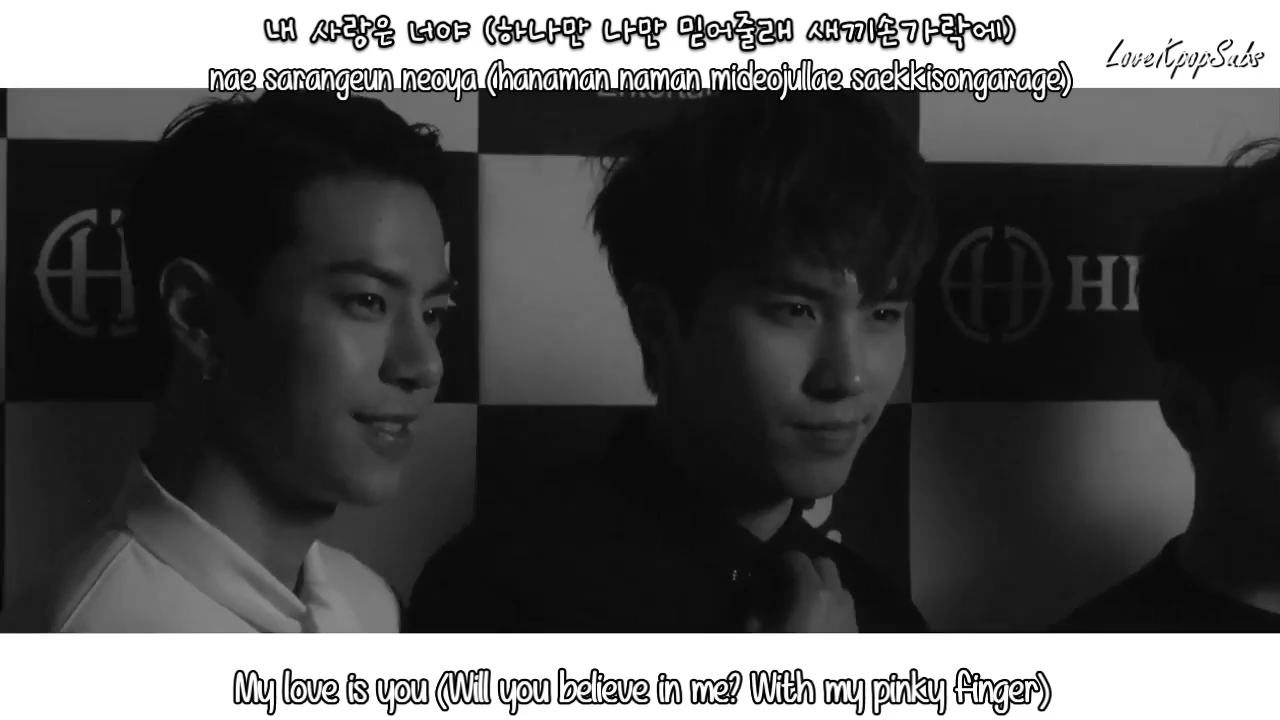 내 사랑은 너야 (하나만 나만 믿어줄래 새끼손가락에)
LoveKpopSubs
nae sarangeun neoya (hanaman naman mideojullae saekkisongarage)
H
H HI
My love is you (Will you believe in me? With my pinky finger)